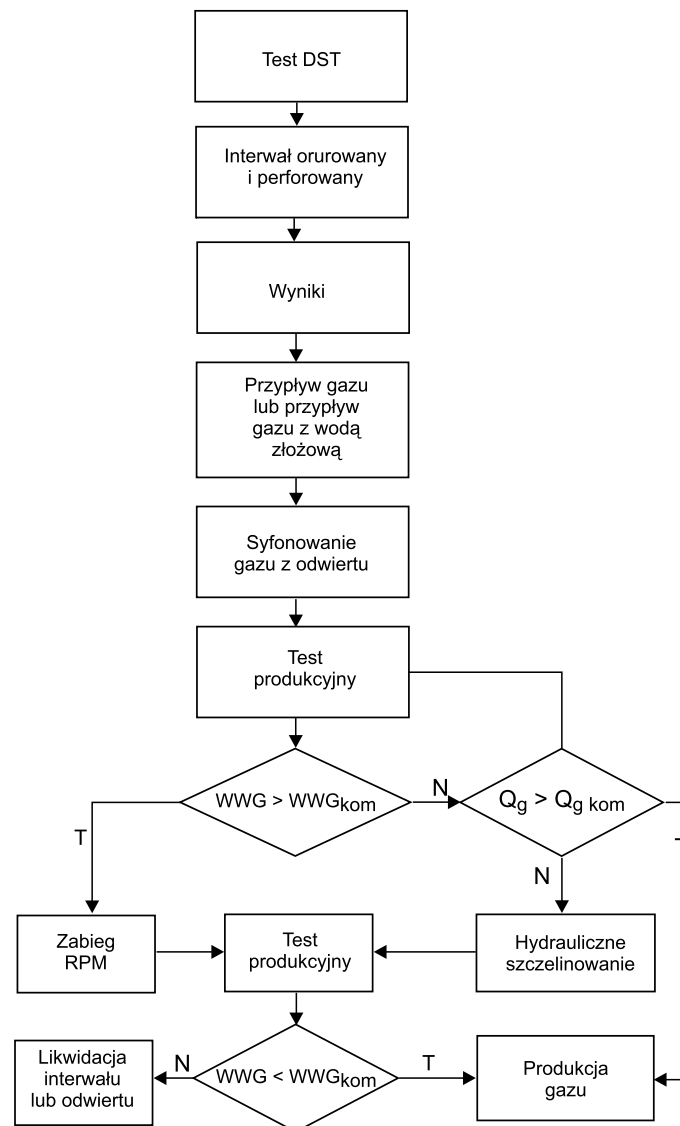 Test DST
Interwał orurowany
i perforowany
Wyniki
Przypływ gazu
lub przypływ
gazu z wodą
złożową
Syfonowanie
gazu z odwiertu
Test
produkcyjny
WWG > WWGkom
N
Qg > Qg kom
T
N
Zabieg
RPM
Test
produkcyjny
Hydrauliczne
szczelinowanie
Likwidacja
interwału
lub odwiertu
N
WWG < WWGkom
T
Produkcja
gazu